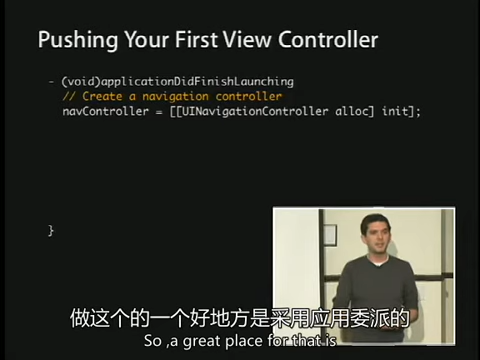 Pushing Your First View Controller
- (void)applicationDidFinishLaunching
// Create a navigation controller
navController = [[UINavigationController alloc] init];
}
做这个的一个好地方是采用应用委派的
So ,a great place for that is